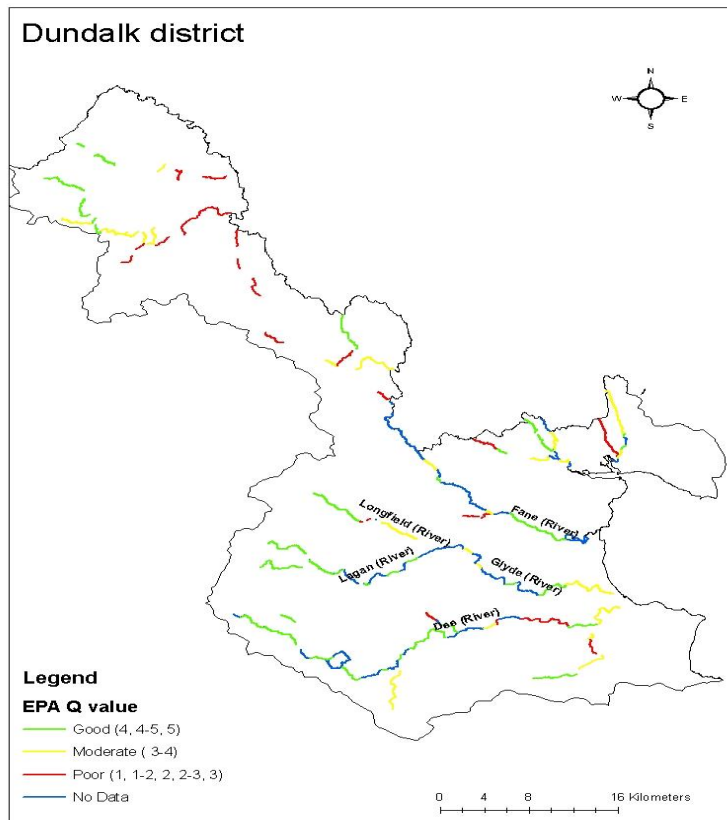 Dundalk district
N
W E
S
Longfield (River)
Fane (River)
Lagan (River)
Glyde (River)
Dee (River)
Legend
EPA Q value
Good (4, 4-5, 5)
Moderate ( 3-4)
Poor (1, 1-2, 2, 2-3, 3)
No Data
0 4 8 12 16 Kilometers